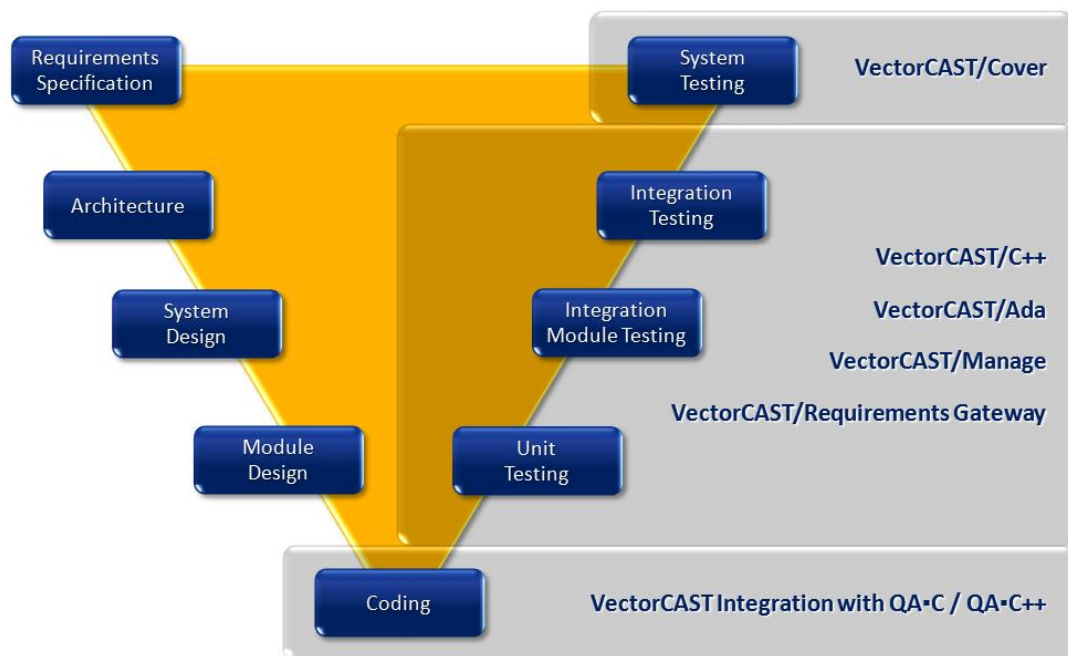 Requirements
Specification
System
Testing
VectorCAST/Cover
Architecture
Integration
Testing
VectorCAST/C++
System
Design
Integration
Module Testing
VectorCAST/Ada
VectorCAST/Manage
VectorCAST/Requirements Gateway
Module
Design
Unit
Testing
Coding
VectorCAST Integration with QA▪C / QA▪C++